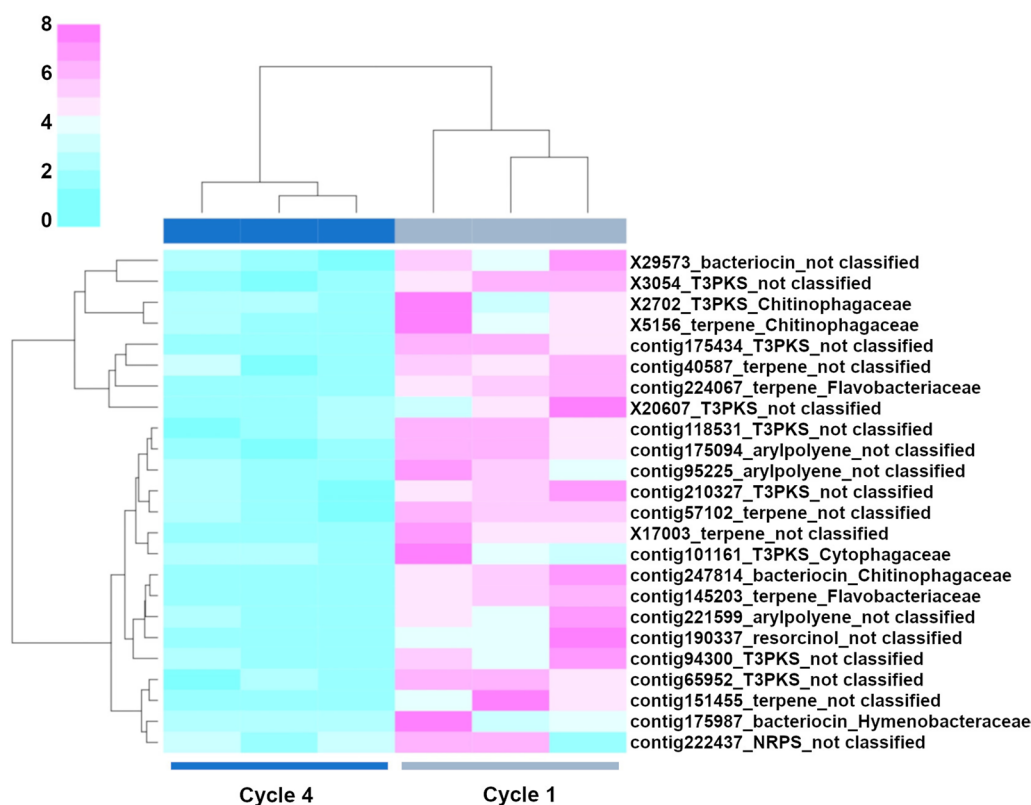 8
6
4
2
0
X29573_bacteriocin_not classified
X3054_T3PKS_not classified
X2702_T3PKS_Chitinophagaceae
X5156_terpene_Chitinophagaceae
contig175434_T3PKS_not classified
contig40587_terpene_not classified
contig224067_terpene_Flavobacteriaceae
X20607_T3PKS_not classified
contig118531_T3PKS_not classified
contig175094_arylpolyene_not classified
contig95225_arylpolyene_not classified
contig210327_T3PKS_not classified
contig57102_terpene_not classified
X17003_terpene_not classified
contig101161_T3PKS_Cytophagaceae
contig247814_bacteriocin_Chitinophagaceae
contig145203_terpene_Flavobacteriaceae
contig221599_arylpolyene_not classified
contig190337_resorcinol_not classified
contig94300_T3PKS_not classified
contig65952_T3PKS_not classified
contig151455_terpene_not classified
contig175987_bacteriocin_Hymenobacteraceae
contig222437_NRPS_not classified
Cycle 4 Cycle 1